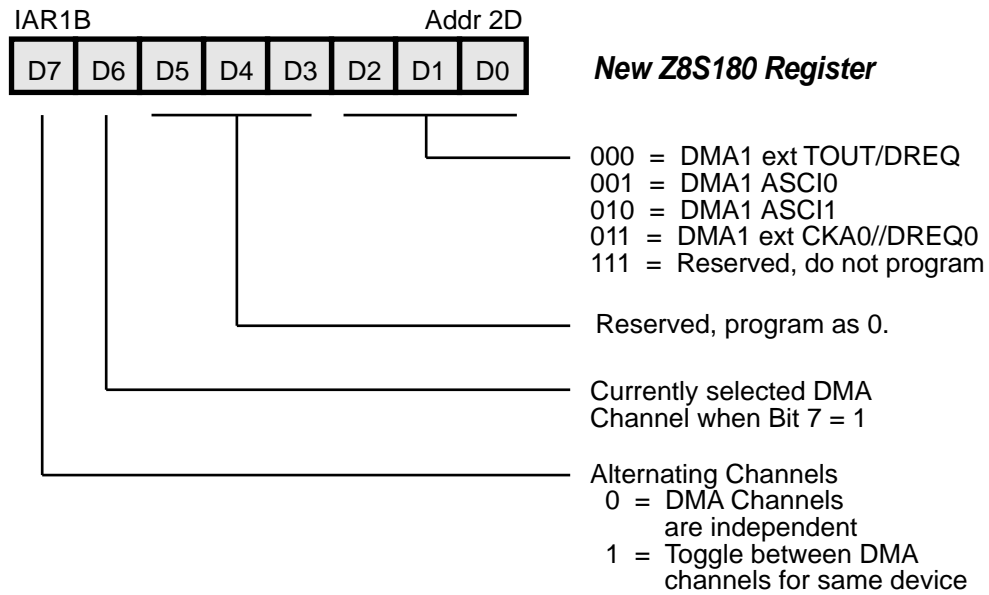 IAR1B Addr 2D
D7 D6 D5 D4 D3 D2 D1 D0
New Z8S180 Register
000 = DMA1 ext TOUT/DREQ
001 = DMA1 ASCI0
010 = DMA1 ASCI1
011 = DMA1 ext CKA0//DREQ0
111 = Reserved, do not program
Reserved, program as 0.
Currently selected DMA
Channel when Bit 7 = 1
Alternating Channels
0 = DMA Channels
are independent
1 = Toggle between DMA
channels for same device